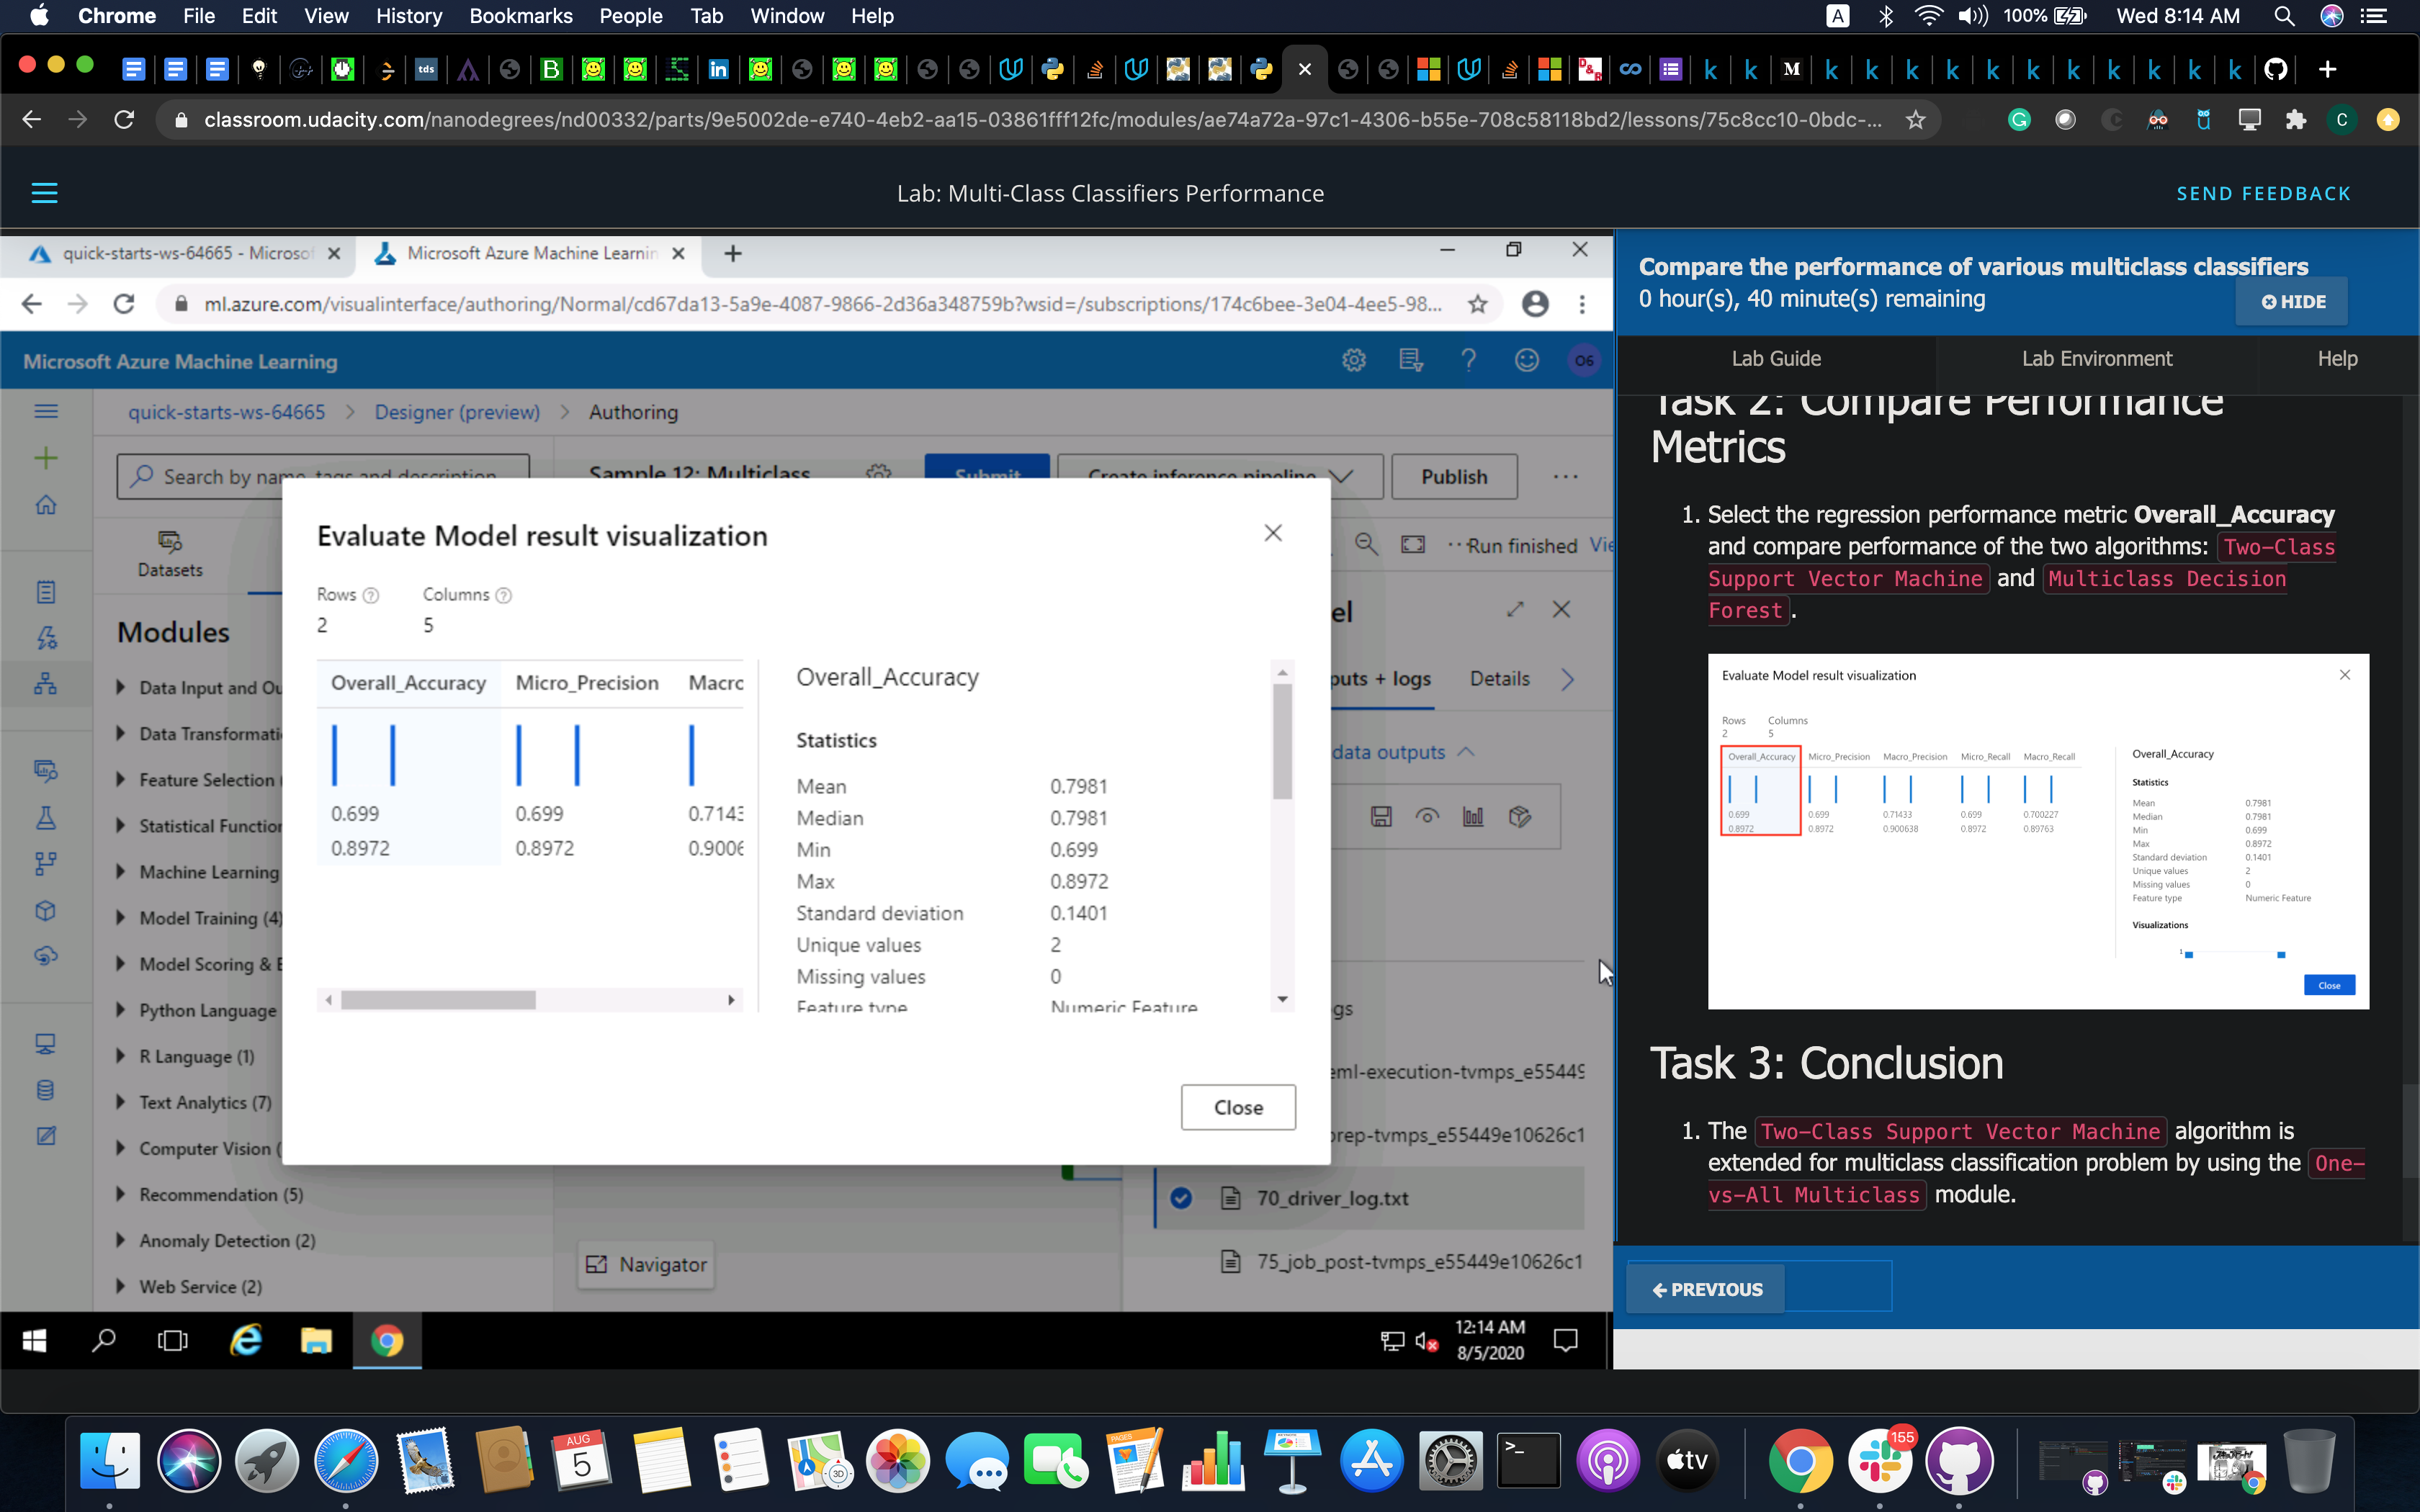 Chrome File Edit View History Bookmarks People Tab Window Help
A 100% Wed 8:14 AM
classroom.udacity.com/nanodegrees/nd00332/parts/9e5002de-e740-4eb2-aa15-03861fff12fc/modules/ae74a72a-97c1-4306-b55e-708c58118bd2/lessons/75c8cc10-0bdc-...
Lab: Multi-Class Classifiers Performance
SEND FEEDBACK
quick-starts-ws-64665 - Microsof
Microsoft Azure Machine Learnin
ml.azure.com/visualinterface/authoring/Normal/cd67da13-5a9e-4087-9866-2d36a348759b?wsid=/subscriptions/174c6bee-3e04-4ee5-98...
Microsoft Azure Machine Learning
O6
quick-starts-ws-64665 > Designer (preview) > Authoring
Search by name, tags and description
Sample 12: Multiclass
Submit
Create inference pipeline
Publish
Run finished Vie
Datasets
Modules
Data Input and Ou
Data Transformati
Feature Selection (
Statistical Function
Machine Learning
Model Training (4)
Model Scoring & E
Python Language
R Language (1)
Text Analytics (7)
Computer Vision (
Recommendation (5)
Anomaly Detection (2)
Web Service (2)
Evaluate Model result visualization
Rows Columns
2 5
Overall_Accuracy Micro_Precision Macro
0.699 0.699 0.7143
0.8972 0.8972 0.9006
Overall_Accuracy
Statistics
Mean 0.7981
Median 0.7981
Min 0.699
Max 0.8972
Standard deviation 0.1401
Unique values 2
Missing values 0
Feature type Numeric Feature
Close
el
puts + logs Details
data outputs
gs
eml-execution-tvmps_e55449
prep-tvmps_e55449e10626c1
70_driver_log.txt
75_job_post-tvmps_e55449e10626c1
Navigator
12:14 AM
8/5/2020
Compare the performance of various multiclass classifiers
0 hour(s), 40 minute(s) remaining
HIDE
Lab Guide Lab Environment Help
Task 2: Compare Performance
Metrics
1. Select the regression performance metric Overall_Accuracy
and compare performance of the two algorithms: Two-Class
Support Vector Machine and Multiclass Decision
Forest.
Evaluate Model result visualization
Rows Columns
2 5
Overall_Accuracy Micro_Precision Macro_Precision Micro_Recall Macro_Recall
0.699 0.699 0.71433 0.699 0.700227
0.8972 0.8972 0.900638 0.8972 0.89763
Overall_Accuracy
Statistics
Mean 0.7981
Median 0.7981
Min 0.699
Max 0.8972
Standard deviation 0.1401
Unique values 2
Missing values 0
Feature type Numeric Feature
Visualizations
1
Close
Task 3: Conclusion
1. The Two-Class Support Vector Machine algorithm is
extended for multiclass classification problem by using the One-
vs-All Multiclass module.
PREVIOUS
AUG
5
PAGES
3D
tv
155